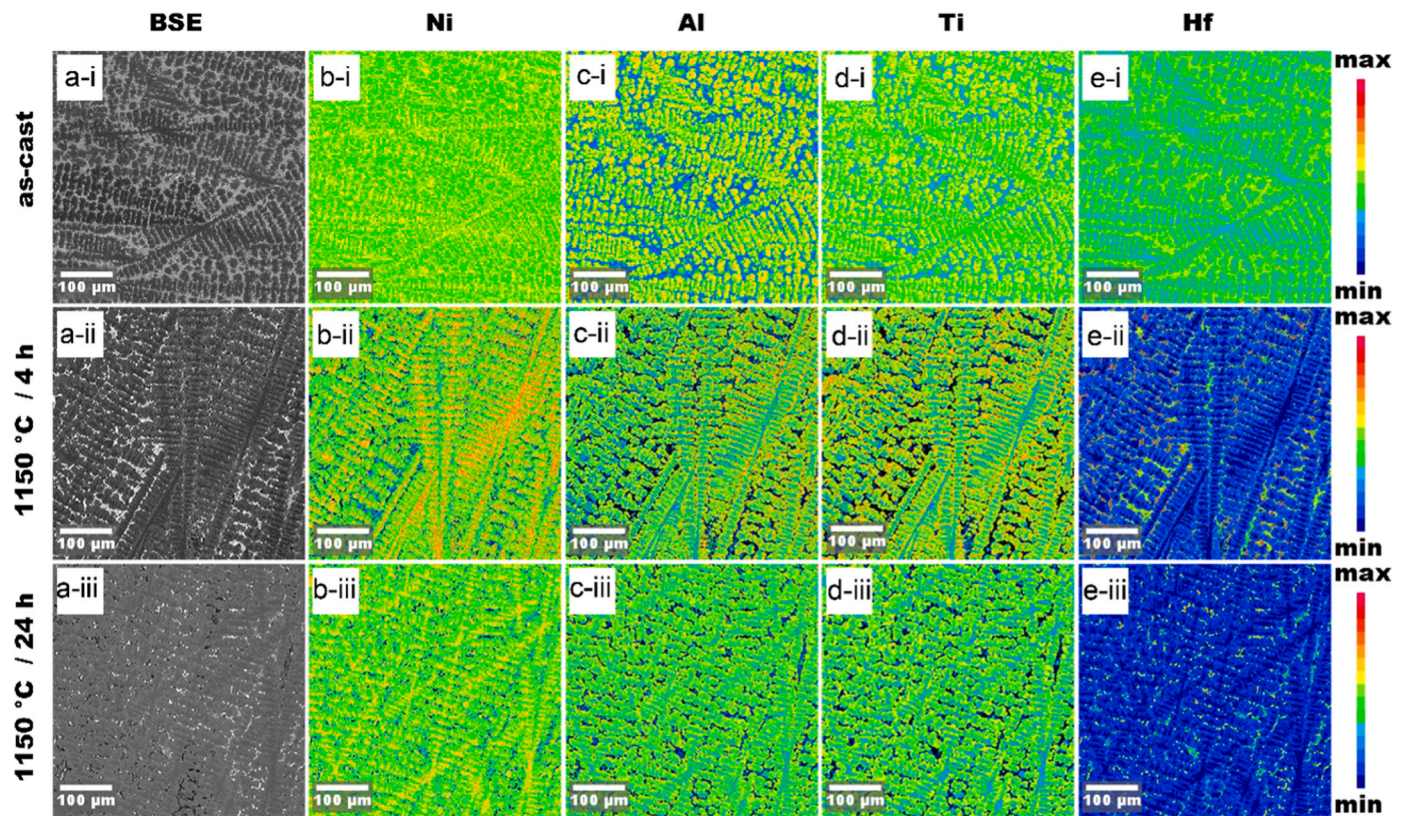 BSE Ni Al Ti Hf
as-cast
a-i b-i c-i d-i e-i
max
min
100 µm 100 µm 100 µm 100 µm 100 µm
1150 °C / 4 h
a-ii b-ii c-ii d-ii e-ii
max
min
100 µm 100 µm 100 µm 100 µm 100 µm
1150 °C / 24 h
a-iii b-iii c-iii d-iii e-iii
max
min
100 µm 100 µm 100 µm 100 µm 100 µm